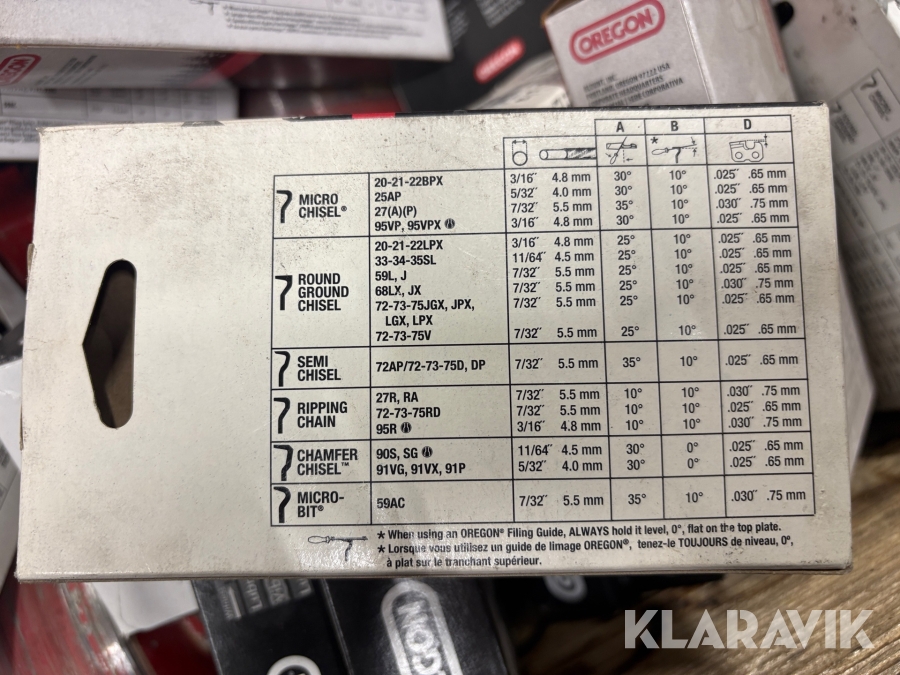 OREGON
OREGON
OREGON
PORTLAND, OREGON 97222 USA
A B D
MICRO CHISEL®
20-21-22BPX 3/16″ 4.8 mm 30° 10° .025″ .65 mm
25AP 5/32″ 4.0 mm 30° 10° .025″ .65 mm
27(A)(P) 7/32″ 5.5 mm 35° 10° .030″ .75 mm
95VP, 95VPX 3/16″ 4.8 mm 30° 10° .025″ .65 mm
ROUND GROUND CHISEL
20-21-22LPX 3/16″ 4.8 mm 25° 10° .025″ .65 mm
33-34-35SL 11/64″ 4.5 mm 25° 10° .025″ .65 mm
59L, J 7/32″ 5.5 mm 25° 10° .025″ .65 mm
68LX, JX 7/32″ 5.5 mm 25° 10° .030″ .75 mm
72-73-75JGX, JPX, 7/32″ 5.5 mm 25° 10° .025″ .65 mm
LGX, LPX
72-73-75V 7/32″ 5.5 mm 25° 10° .025″ .65 mm
SEMI CHISEL
72AP/72-73-75D, DP 7/32″ 5.5 mm 35° 10° .025″ .65 mm
RIPPING CHAIN
27R, RA 7/32″ 5.5 mm 10° 10° .030″ .75 mm
72-73-75RD 7/32″ 5.5 mm 10° 10° .025″ .65 mm
95R 3/16″ 4.8 mm 10° 10° .030″ .75 mm
CHAMFER CHISEL™
90S, SG 11/64″ 4.5 mm 30° 0° .025″ .65 mm
91VG, 91VX, 91P 5/32″ 4.0 mm 30° 0° .025″ .65 mm
MICRO-BIT®
59AC 7/32″ 5.5 mm 35° 10° .030″ .75 mm
* When using an OREGON® Filing Guide, ALWAYS hold it level, 0°, flat on the top plate.
* Lorsque vous utilisez un guide de limage OREGON®, tenez-le TOUJOURS de niveau, 0°,
à plat sur le tranchant supérieur.
OREGON
KLARAVIK